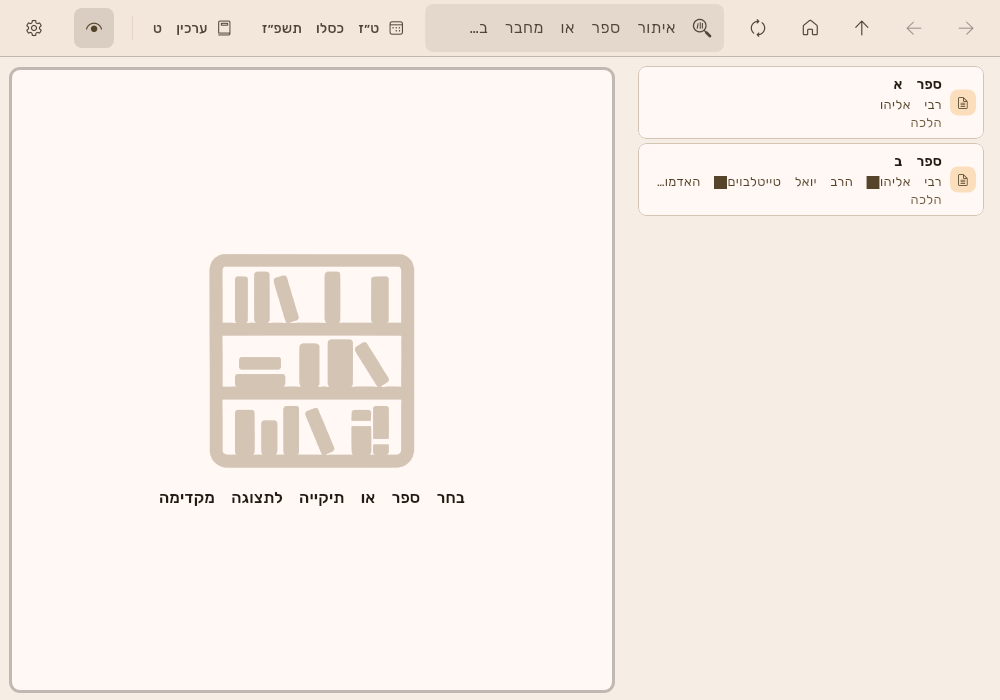 איתור ספר או מחבר ב...
ט״ז כסלו תשפ״ז
ערכין ט
ספר א
רבי אליהו
הלכה
ספר ב
רבי אליהו■ הרב יואל טייטלבוים■ האדמו...
הלכה
בחר ספר או תיקייה לתצוגה מקדימה